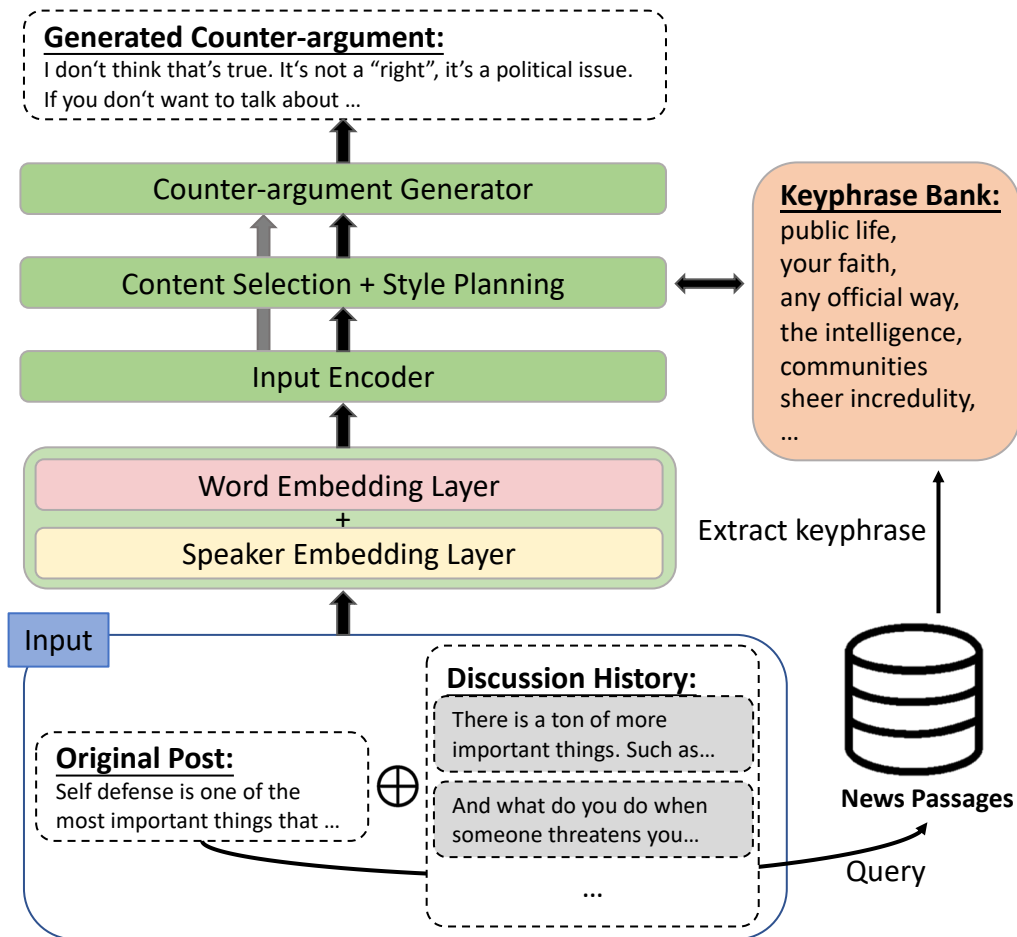 Generated Counter-argument:
I don‘t think that’s true. It‘s not a “right”, it’s a political issue.
If you don‘t want to talk about …
Counter-argument Generator
Content Selection + Style Planning
Input Encoder
Word Embedding Layer
+
Speaker Embedding Layer
Keyphrase Bank:
public life,
your faith,
any official way,
the intelligence,
communities
sheer incredulity,
…
Extract keyphrase
Input
Original Post:
Self defense is one of the
most important things that …
Discussion History:
There is a ton of more
important things. Such as…
And what do you do when
someone threatens you…
…
News Passages
Query